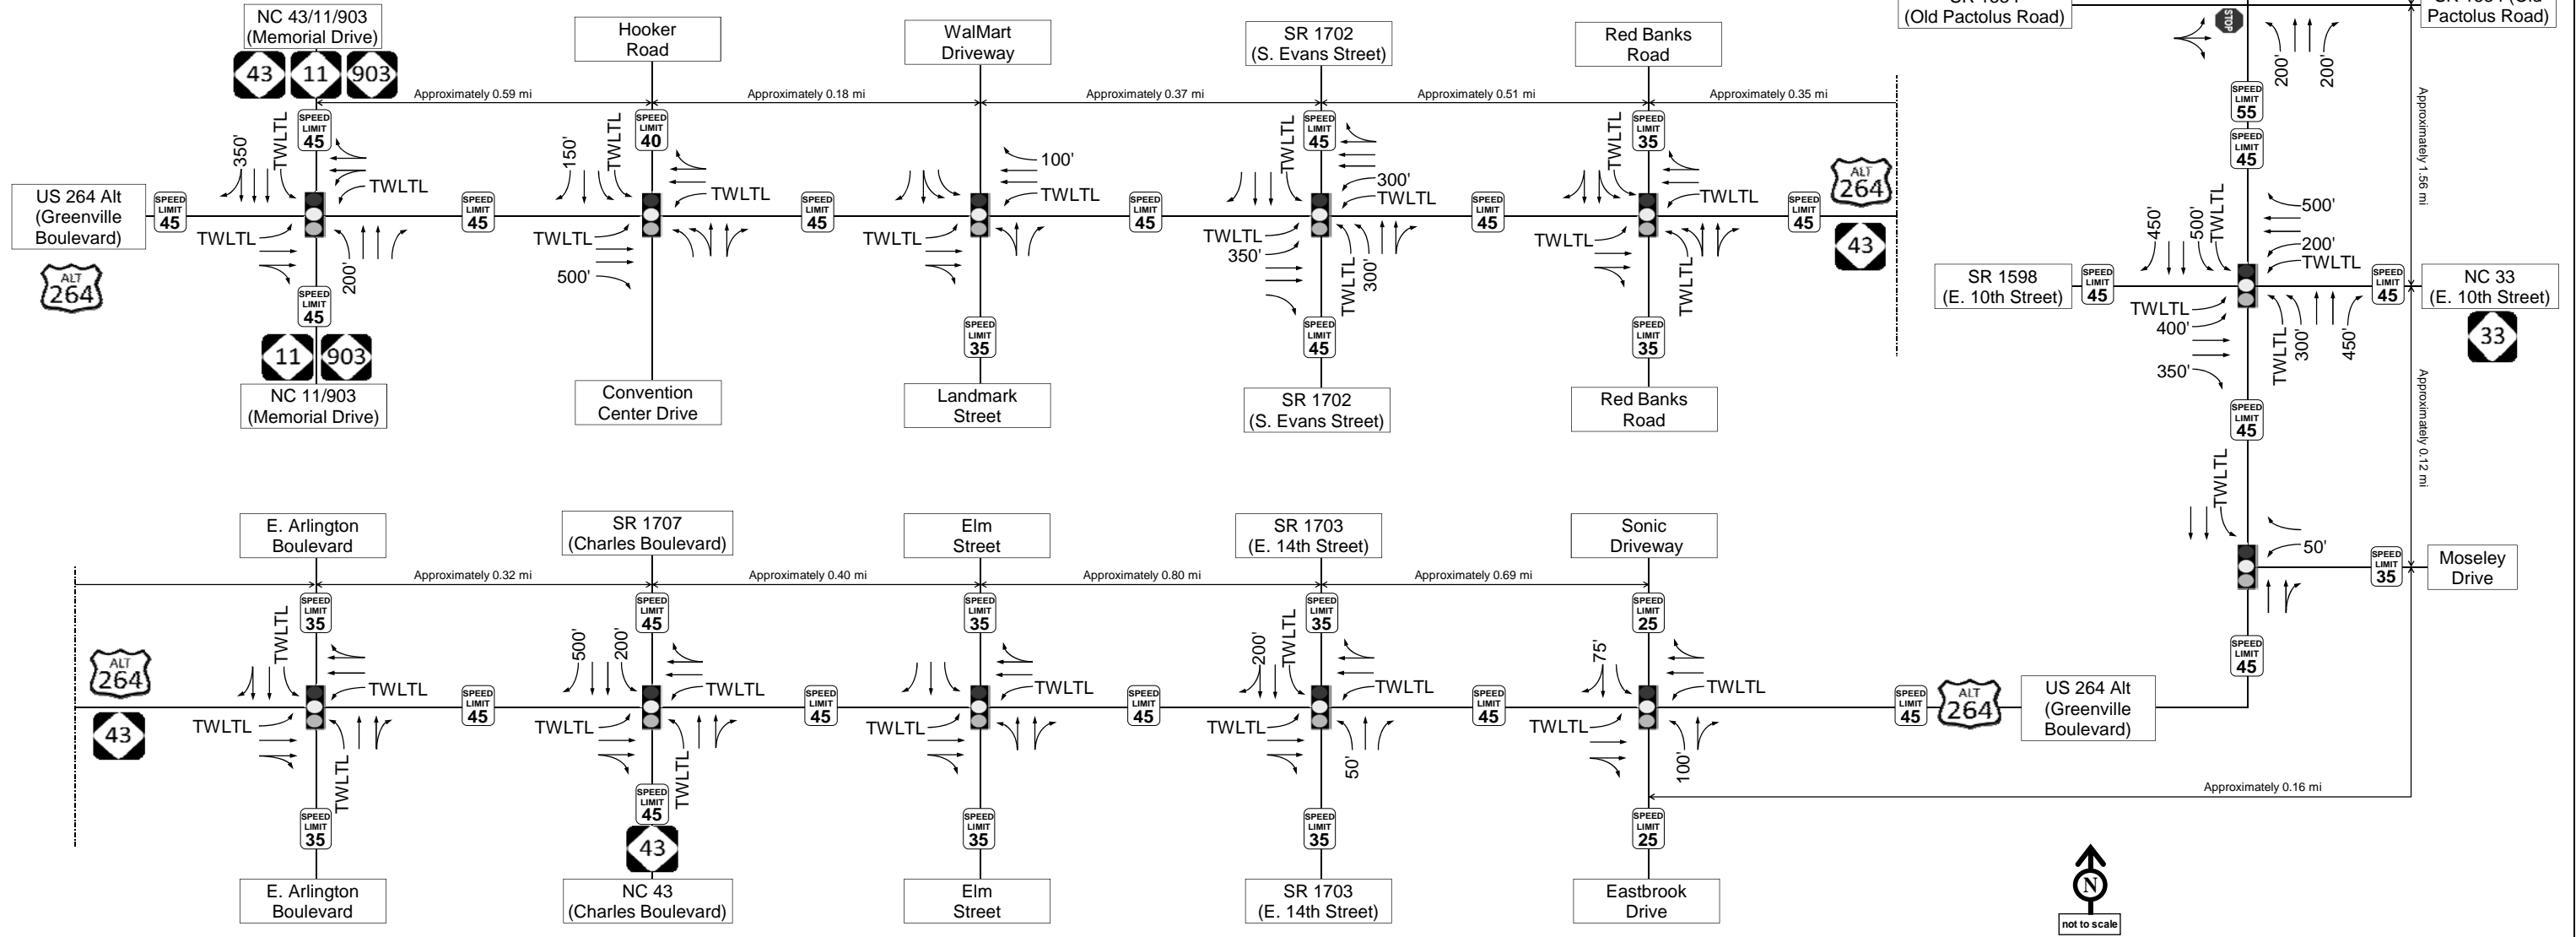 NC 43/11/903
(Memorial Drive)
43 11 903
Hooker
Road
WalMart
Driveway
SR 1702
(S. Evans Street)
Red Banks
Road
(Old Pactolus Road)
Pactolus Road)
STOP
200'
200'
Approximately 0.59 mi
Approximately 0.18 mi
Approximately 0.37 mi
Approximately 0.51 mi
Approximately 0.35 mi
SPEED
LIMIT
45
SPEED
LIMIT
40
SPEED
LIMIT
45
SPEED
LIMIT
35
SPEED
LIMIT
55
SPEED
LIMIT
45
Approximately 1.56 mi
350'
TWLTL
TWLTL
150'
TWLTL
TWLTL
100'
TWLTL
TWLTL
300'
TWLTL
TWLTL
TWLTL
ALT
264
US 264 Alt
(Greenville
Boulevard)
SPEED
LIMIT
45
SPEED
LIMIT
45
SPEED
LIMIT
45
SPEED
LIMIT
45
SPEED
LIMIT
45
SPEED
LIMIT
45
43
ALT
264
TWLTL
200'
TWLTL
500'
TWLTL
TWLTL
350'
TWLTL
300'
TWLTL
TWLTL
SPEED
LIMIT
45
11 903
NC 11/903
(Memorial Drive)
Convention
Center Drive
SPEED
LIMIT
35
Landmark
Street
SPEED
LIMIT
45
SR 1702
(S. Evans Street)
SPEED
LIMIT
35
Red Banks
Road
450'
500'
TWLTL
500'
200'
TWLTL
SR 1598
(E. 10th Street)
SPEED
LIMIT
45
SPEED
LIMIT
45
NC 33
(E. 10th Street)
33
TWLTL
400'
350'
TWLTL
300'
450'
SPEED
LIMIT
45
Approximately 0.12 mi
TWLTL
50'
SPEED
LIMIT
35
Moseley
Drive
SPEED
LIMIT
45
E. Arlington
Boulevard
SR 1707
(Charles Boulevard)
Elm
Street
SR 1703
(E. 14th Street)
Sonic
Driveway
Approximately 0.32 mi
Approximately 0.40 mi
Approximately 0.80 mi
Approximately 0.69 mi
SPEED
LIMIT
35
SPEED
LIMIT
45
SPEED
LIMIT
35
SPEED
LIMIT
35
SPEED
LIMIT
25
TWLTL
TWLTL
500'
200'
TWLTL
TWLTL
200'
TWLTL
TWLTL
75'
TWLTL
ALT
264
43
SPEED
LIMIT
45
SPEED
LIMIT
45
SPEED
LIMIT
45
SPEED
LIMIT
45
SPEED
LIMIT
45
ALT
264
US 264 Alt
(Greenville
Boulevard)
TWLTL
TWLTL
TWLTL
TWLTL
TWLTL
TWLTL
50'
TWLTL
100'
Approximately 0.16 mi
SPEED
LIMIT
35
SPEED
LIMIT
45
43
SPEED
LIMIT
35
SPEED
LIMIT
35
SPEED
LIMIT
25
E. Arlington
Boulevard
NC 43
(Charles Boulevard)
Elm
Street
SR 1703
(E. 14th Street)
Eastbrook
Drive
N
not to scale